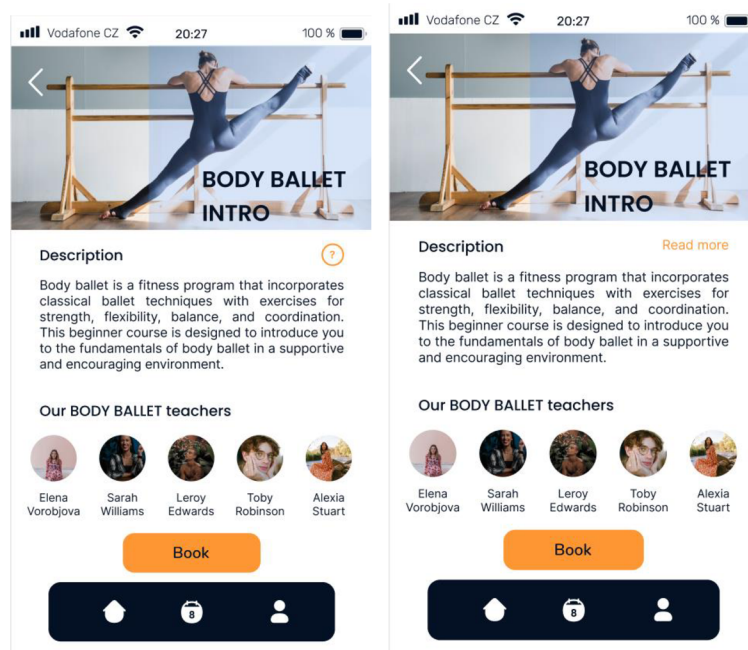 Vodafone CZ 20:27 100 %
BODY BALLET
INTRO
Description ?
Body ballet is a fitness program that incorporates
classical ballet techniques with exercises for
strength, flexibility, balance, and coordination.
This beginner course is designed to introduce you
to the fundamentals of body ballet in a supportive
and encouraging environment.
Our BODY BALLET teachers
Elena Sarah Leroy Toby Alexia
Vorobjova Williams Edwards Robinson Stuart
Book
8
Vodafone CZ 20:27 100 %
BODY BALLET
INTRO
Description Read more
Body ballet is a fitness program that incorporates
classical ballet techniques with exercises for
strength, flexibility, balance, and coordination.
This beginner course is designed to introduce you
to the fundamentals of body ballet in a supportive
and encouraging environment.
Our BODY BALLET teachers
Elena Sarah Leroy Toby Alexia
Vorobjova Williams Edwards Robinson Stuart
Book
8